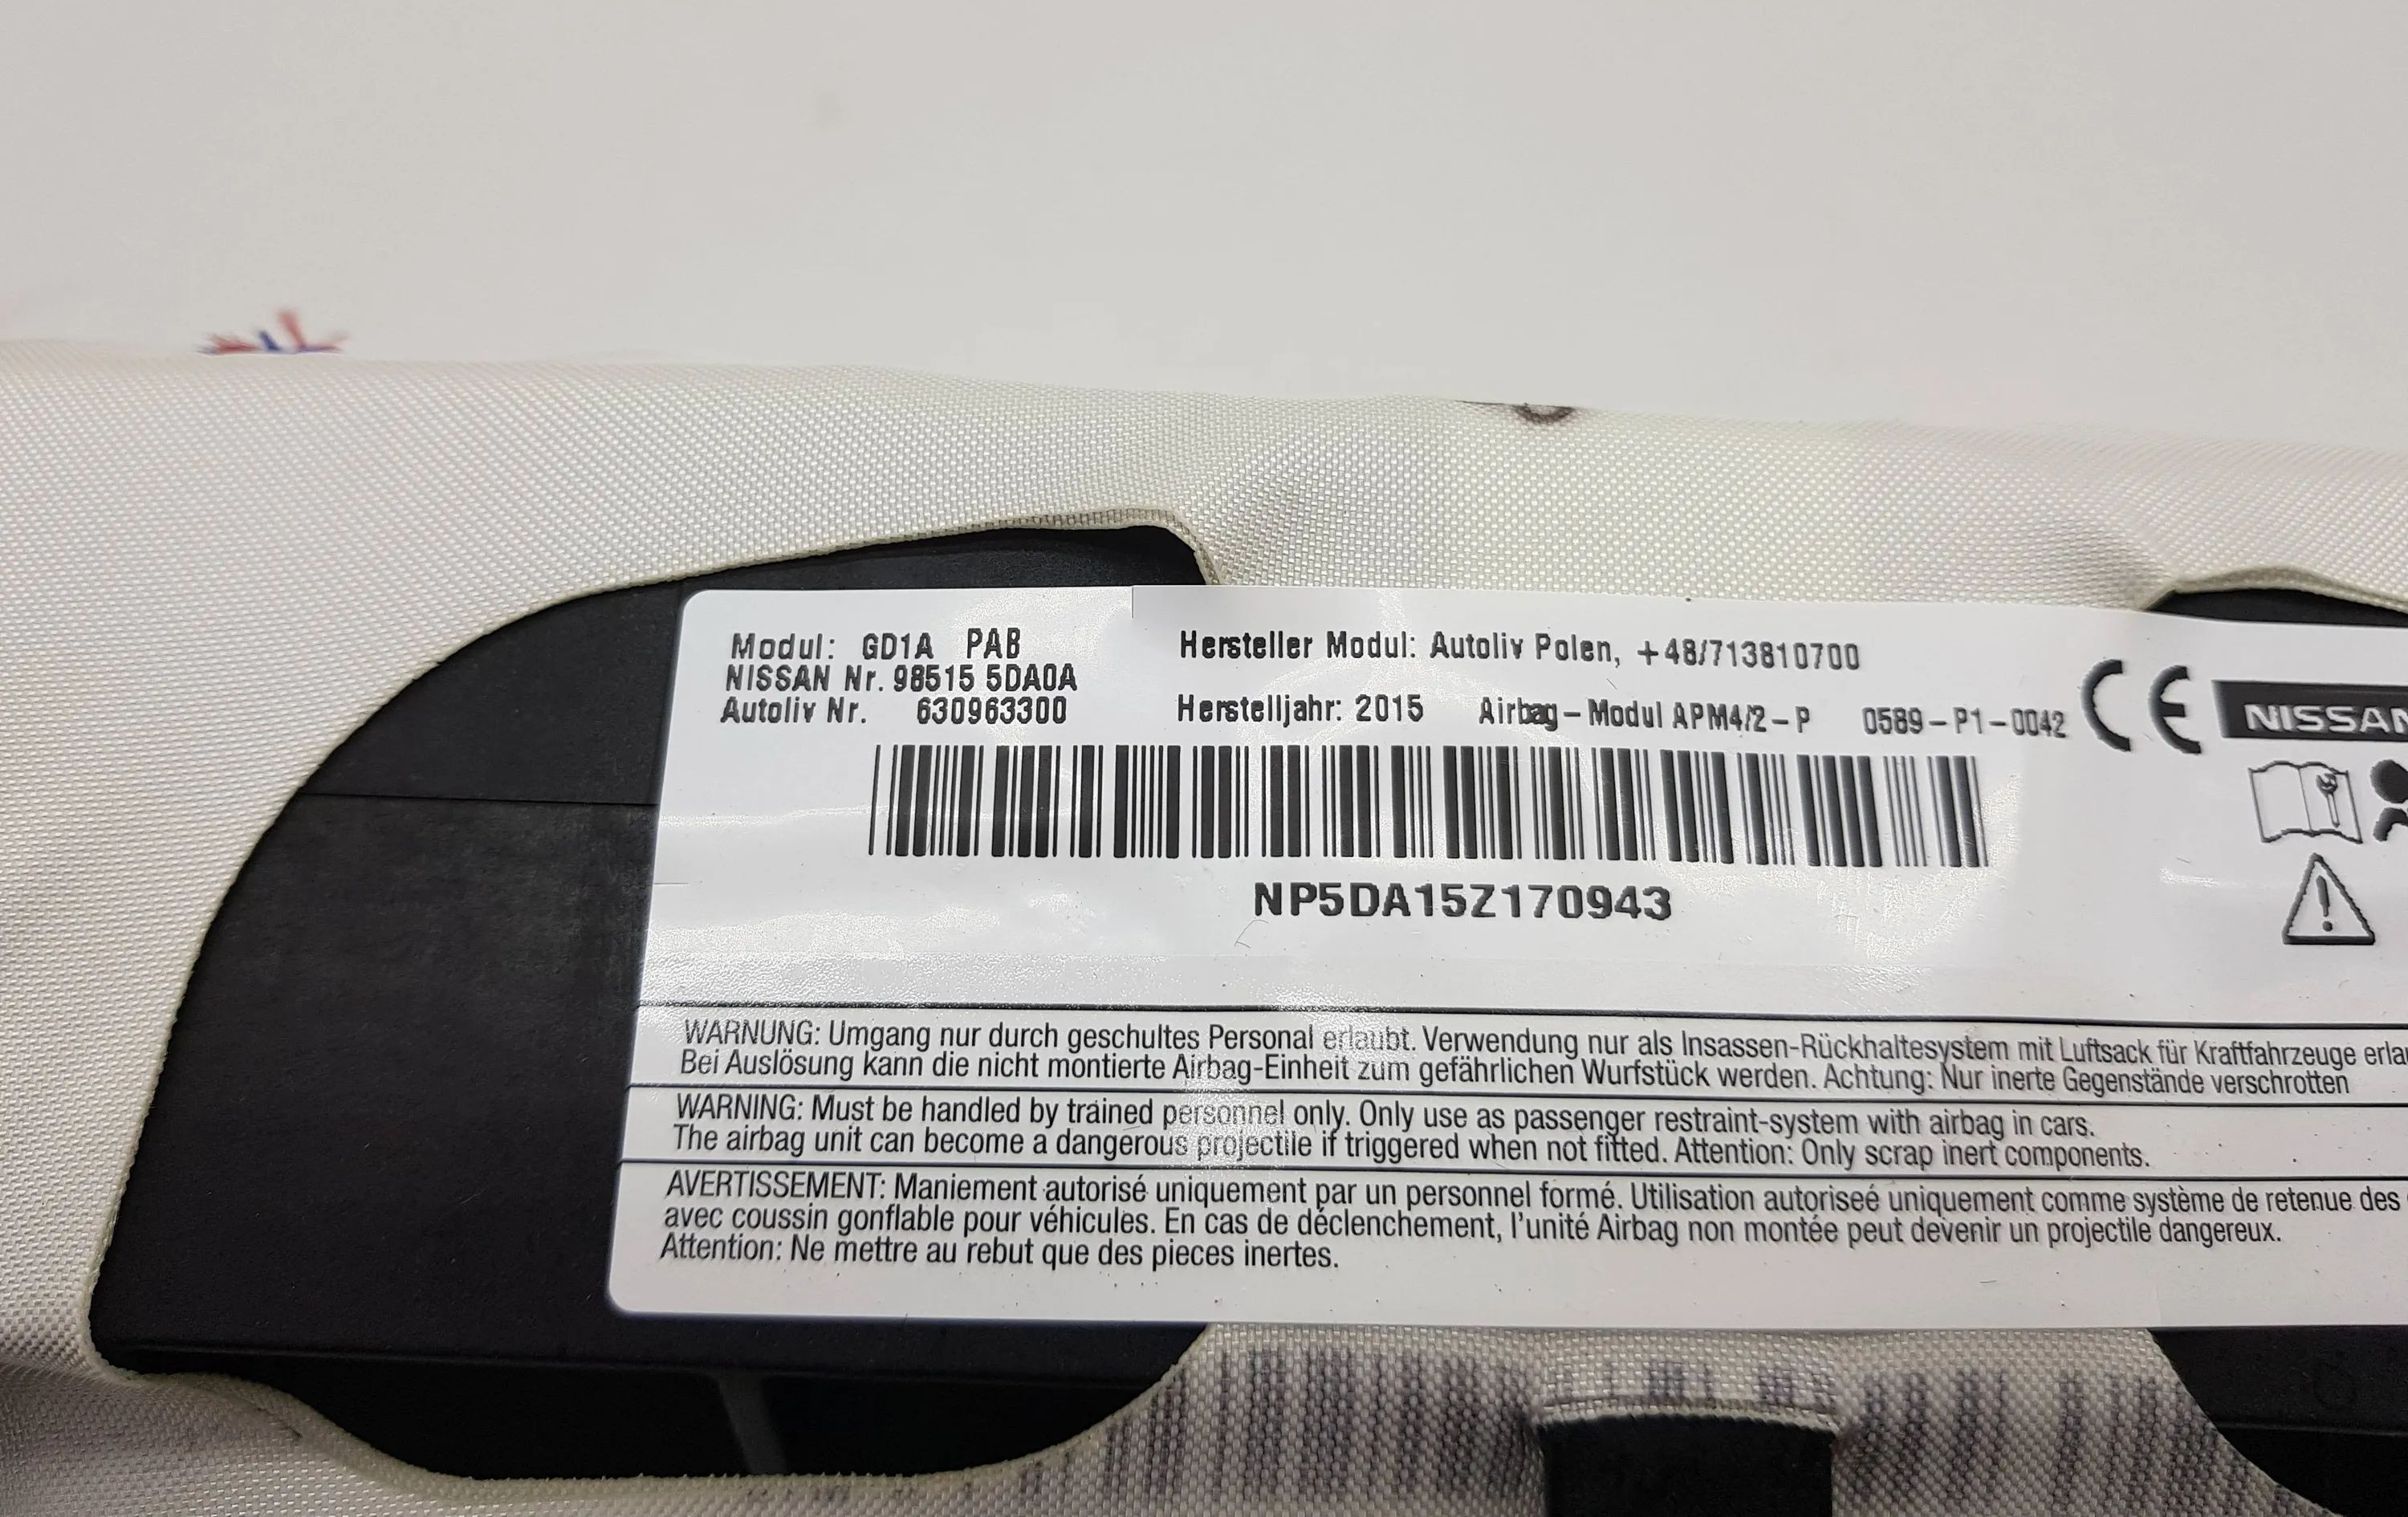 Modul: GD1A PAB
NISSAN Nr. 98515 5DA0A
Autoliv Nr. 630963300
Hersteller Modul: Autoliv Polen, +48/713810700
Herstelljahr: 2015 Airbag-Modul APM4/2-P 0589-P1-0042 CE
NISSAN
NP5DA15Z170943
WARNUNG: Umgang nur durch geschultes Personal erlaubt. Verwendung nur als Insassen-Rückhaltesystem mit Luftsack für Kraftfahrzeuge
Bei Auslösung kann die nicht montierte Airbag-Einheit zum gefährlichen Wurfstück werden. Achtung: Nur inerte Gegenstände verschrotten
WARNING: Must be handled by trained personnel only. Only use as passenger restraint-system with airbag in cars.
The airbag unit can become a dangerous projectile if triggered when not fitted. Attention: Only scrap inert components.
AVERTISSEMENT: Maniement autorisé uniquement par un personnel formé. Utilisation autoriseé uniquement comme système de retenue des
avec coussin gonflable pour véhicules. En cas de déclenchement, l'unité Airbag non montée peut devenir un projectile dangereux.
Attention: Ne mettre au rebut que des pieces inertes.